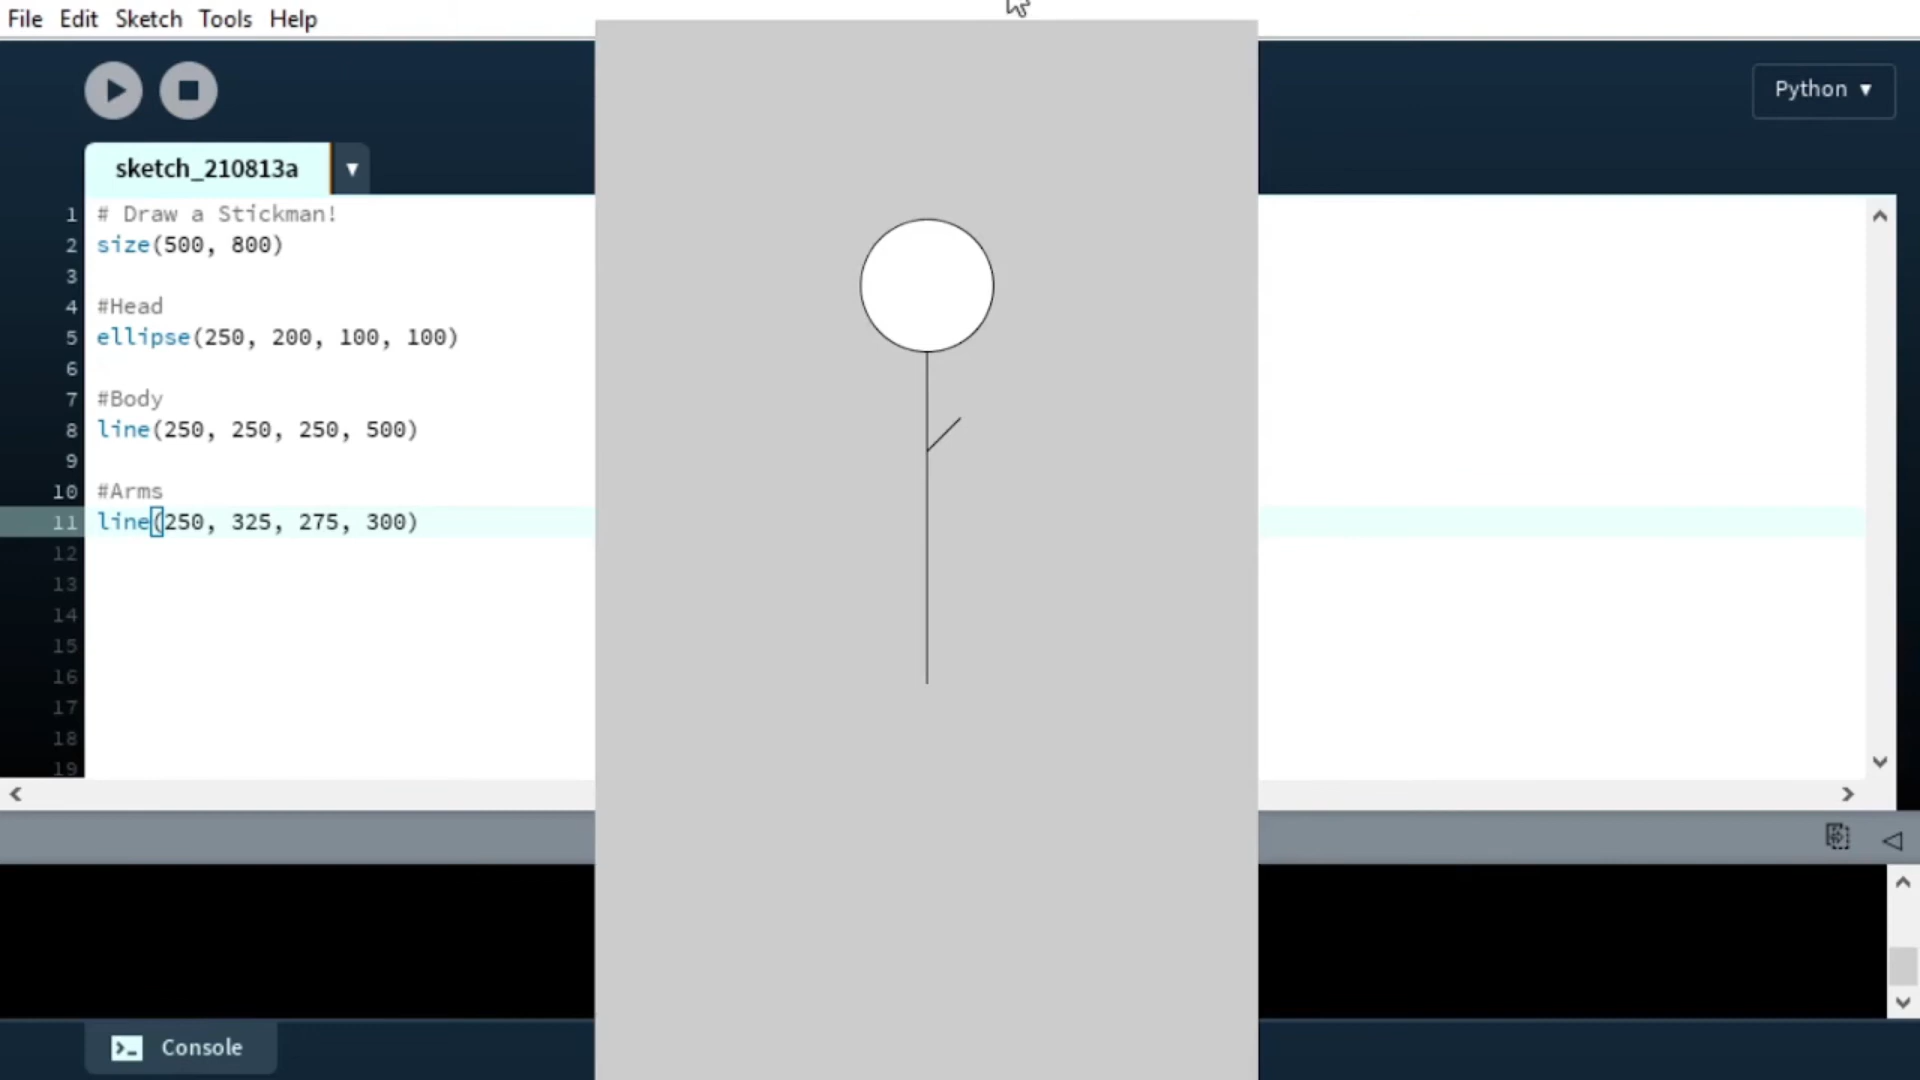 File Edit Sketch Tools Help
Python ▼
sketch_210813a ▼
1 # Draw a Stickman!
2 size(500, 800)
3
4 #Head
5 ellipse(250, 200, 100, 100)
6
7 #Body
8 line(250, 250, 250, 500)
9
10 #Arms
11 line(250, 325, 275, 300)
12
13
14
15
16
17
18
19
>_ Console